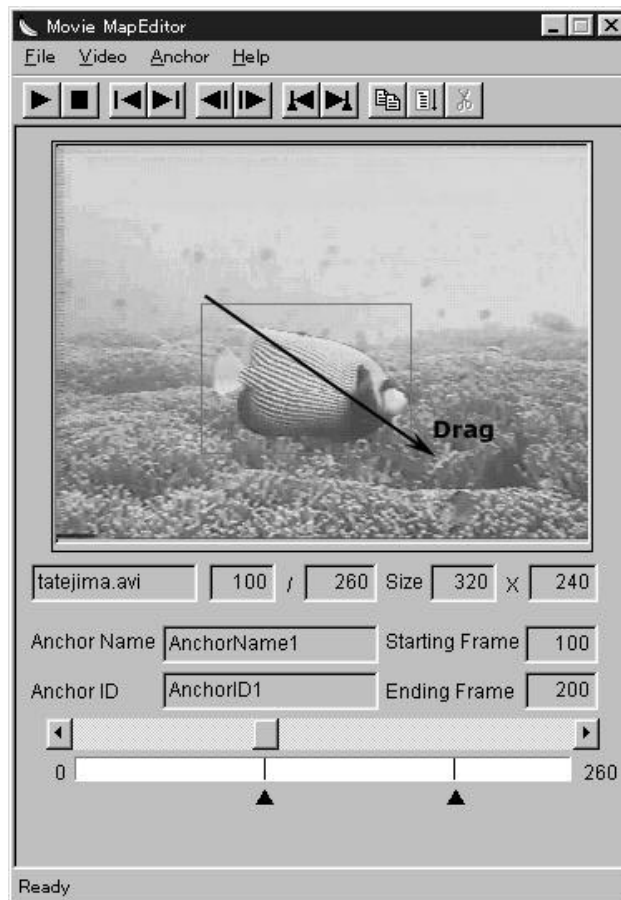 Movie MapEditor
File Video Anchor Help
Drag
tatejima.avi 100 / 260 Size 320 X 240
Anchor Name AnchorName1 Starting Frame 100
Anchor ID AnchorID1 Ending Frame 200
0 260
Ready